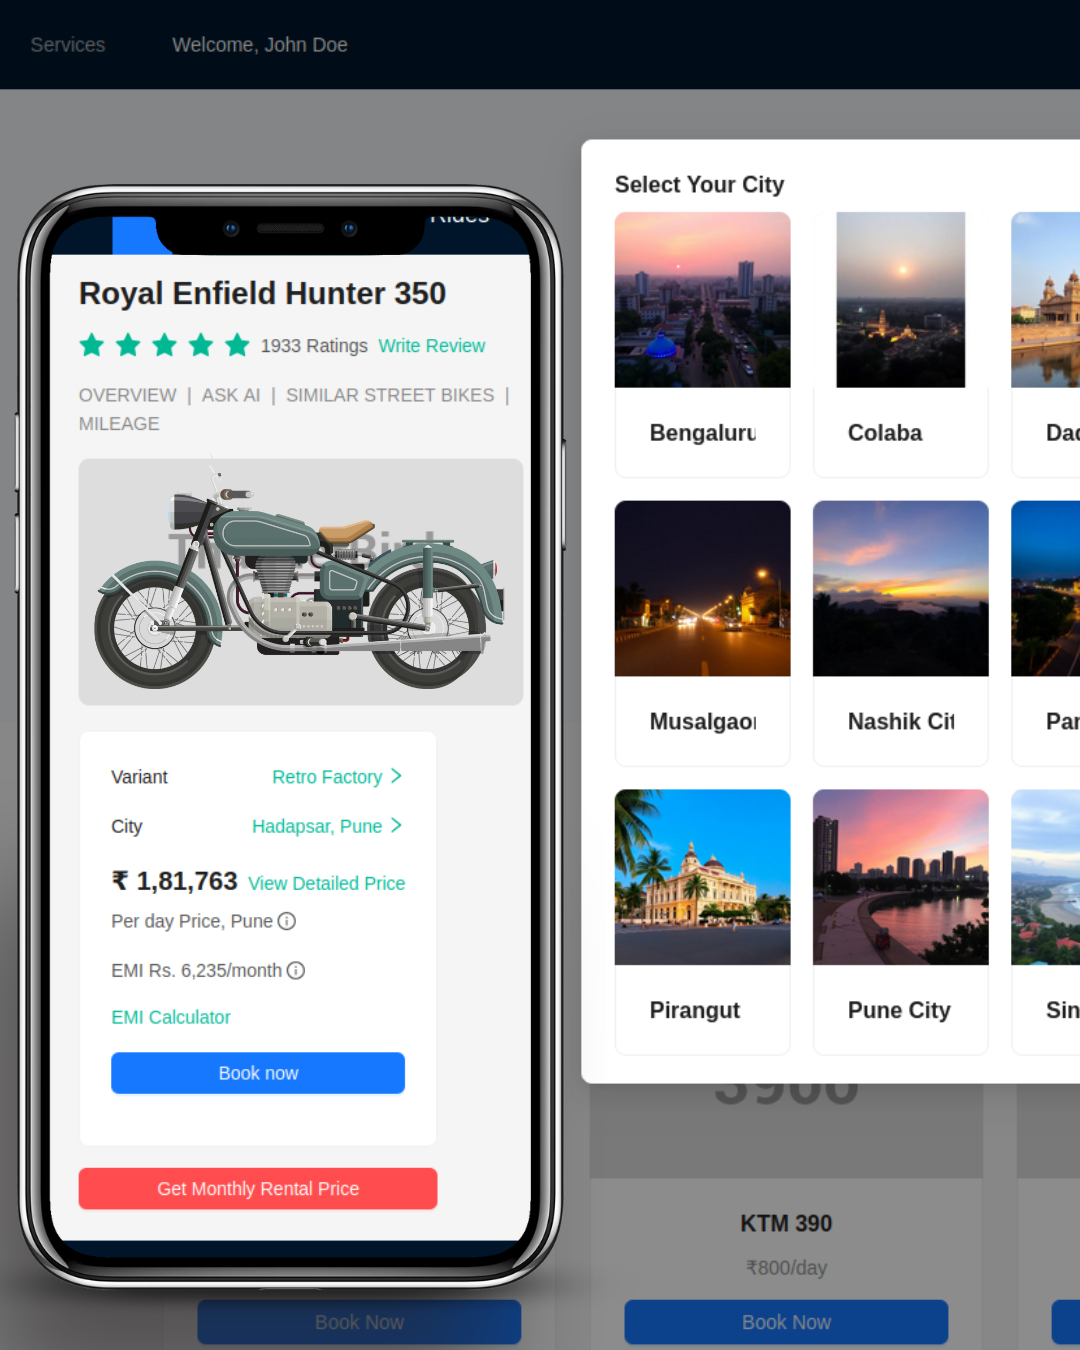 Services
Welcome, John Doe
Rides
Royal Enfield Hunter 350
1933 Ratings Write Review
OVERVIEW | ASK AI | SIMILAR STREET BIKES |
MILEAGE
Variant
Retro Factory
City
Hadapsar, Pune
₹ 1,81,763 View Detailed Price
Per day Price, Pune
EMI Rs. 6,235/month
EMI Calculator
Book now
Get Monthly Rental Price
Select Your City
Bengaluru
Colaba
Musalgaon
Nashik Cit
Par
Pirangut
Pune City
Sin
3900
KTM 390
₹800/day
Book Now
Book Now